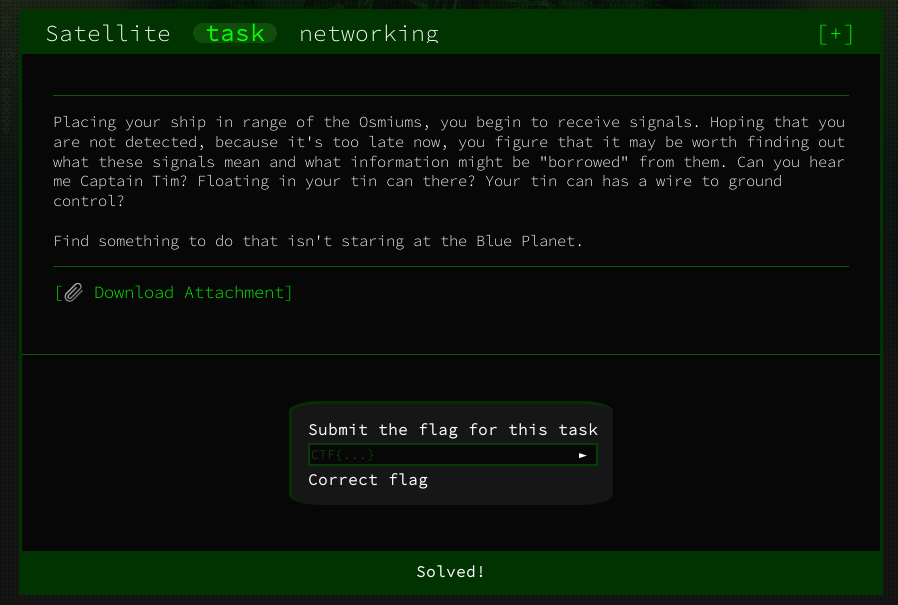 Satellite task networking [+]
Placing your ship in range of the Osmiums, you begin to receive signals. Hoping that you
are not detected, because it's too late now, you figure that it may be worth finding out
what these signals mean and what information might be "borrowed" from them. Can you hear
me Captain Tim? Floating in your tin can there? Your tin can has a wire to ground
control?
Find something to do that isn't staring at the Blue Planet.
[📎 Download Attachment]
Submit the flag for this task
CTF{...} ►
Correct flag
Solved!